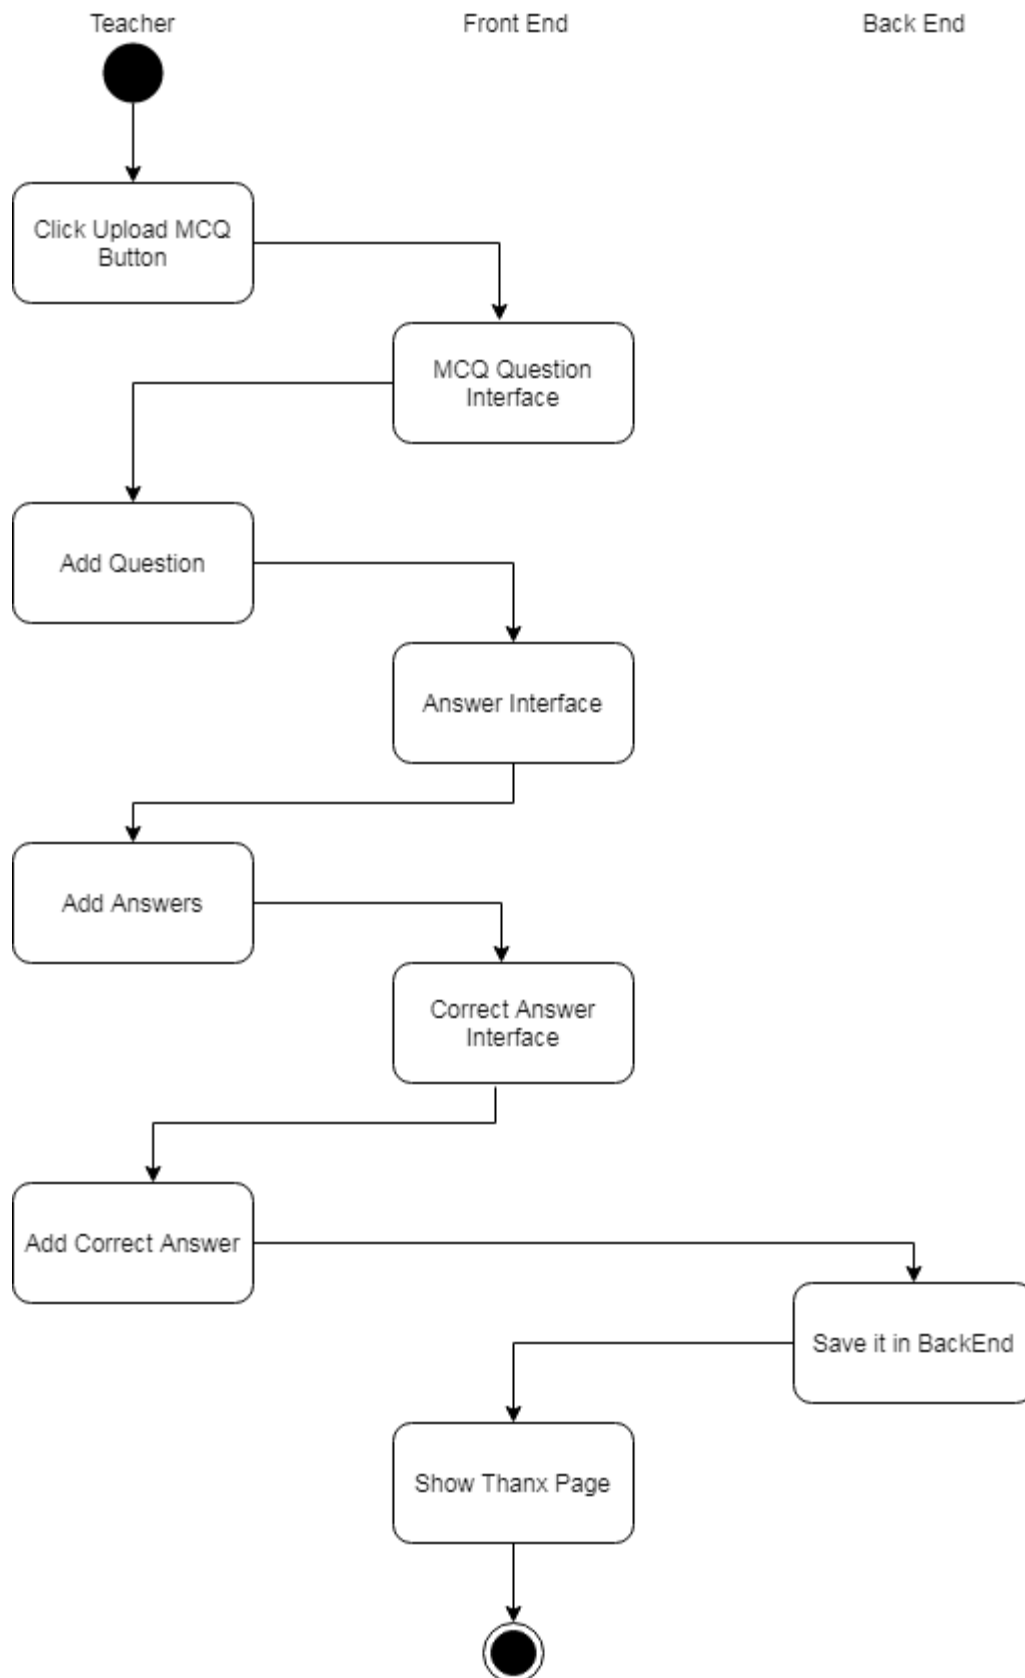 Teacher
Front End
Back End
Click Upload MCQ
Button
MCQ Question
Interface
Add Question
Answer Interface
Add Answers
Correct Answer
Interface
Add Correct Answer
Save it in BackEnd
Show Thanx Page